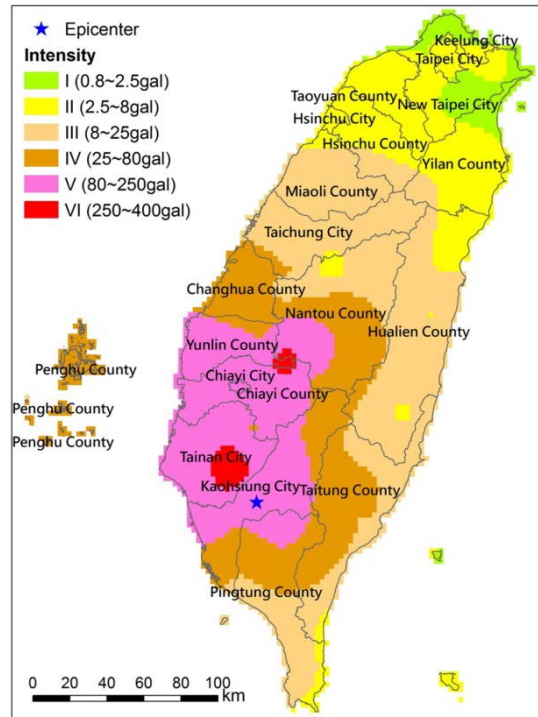 Epicenter
Intensity
I (0.8~2.5gal)
II (2.5~8gal)
III (8~25gal)
IV (25~80gal)
V (80~250gal)
VI (250~400gal)
Keelung City
Taipei City
Taoyuan County
New Taipei City
Hsinchu City
Hsinchu County
Yilan County
Miaoli County
Taichung City
Changhua County
Nantou County
Hualien County
Yunlin County
Penghu County
Chiayi City
Chiayi County
Penghu County
Penghu County
Tainan City
Kaohsiung City
Taitung County
Pingtung County
0 20 40 60 80 100
km